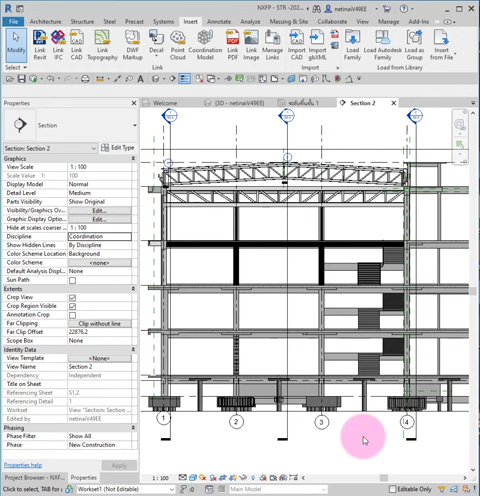 R
NXFP - STR -202...
netinaiV49EE
File
Architecture
Structure
Steel
Precast
Systems
Insert
Annotate
Analyze
Massing & Site
Collaborate
View
Manage
Add-Ins
Modify
Link Revit
Link IFC
Link CAD
Link Topography
DWF Markup
Decal
Point Cloud
Coordination Model
Link PDF
Link Image
Manage Links
Import CAD
Import gbXML
Load Family
Load Autodesk Family
Load as Group
Insert from File
Select
Link
Import
Load from Library
Properties
Welcome
{3D - netinaiV49EE}
Section 2
Section
Section: Section 2
Edit Type
Graphics
View Scale 1 : 100
Scale Value 1: 100
Display Model Normal
Detail Level Medium
Parts Visibility Show Original
Visibility/Graphics Ov... Edit...
Graphic Display Optio... Edit...
Hide at scales coarser ... 1 : 100
Discipline Coordination
Show Hidden Lines By Discipline
Color Scheme Location Background
Color Scheme <none>
Default Analysis Displ... None
Sun Path
Extents
Crop View
Crop Region Visible
Annotation Crop
Far Clipping Clip without line
Far Clip Offset 22876.2
Scope Box None
Identity Data
View Template <None>
View Name Section 2
Dependency Independent
Title on Sheet
Referencing Sheet S1.2
Referencing Detail 1
Workset View "Section: Section ...
Edited by netinaiV49EE
Phasing
Phase Filter Show All
Phase New Construction
1
2
3
4
Properties help
Apply
Project Browser - NXF...
Properties
1 : 100
Click to select, TAB for a
Workset1 (Not Editable)
:0
Main Model
Editable Only